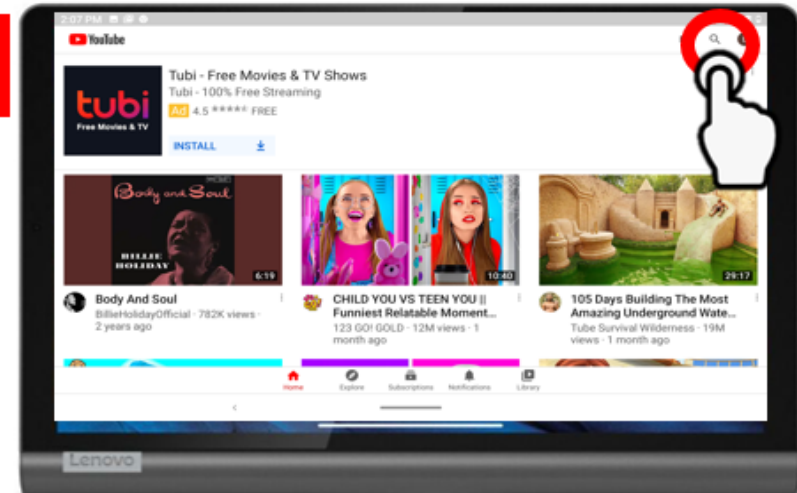 2:07 PM
YouTube
Tubi - Free Movies & TV Shows
Tubi - 100% Free Streaming
Ad 4.5 ***** FREE
tubi
Free Movies & TV
INSTALL
Body and Soul
BILLIE
HOLIDAY
6:19
10:40
29:17
Body And Soul
BillieHolidayOfficial · 782K views ·
2 years ago
CHILD YOU VS TEEN YOU ||
Funniest Relatable Moment...
123 GO! GOLD · 12M views · 1
month ago
105 Days Building The Most
Amazing Underground Wate...
Tube Survival Wilderness · 19M
views · 1 month ago
Home Explore Subscriptions Notifications Library
Lenovo